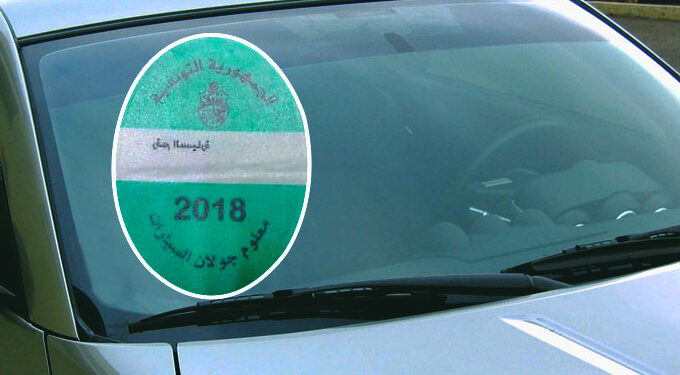 الجمهورية التونسية
2018
معلوم جولان السيارات